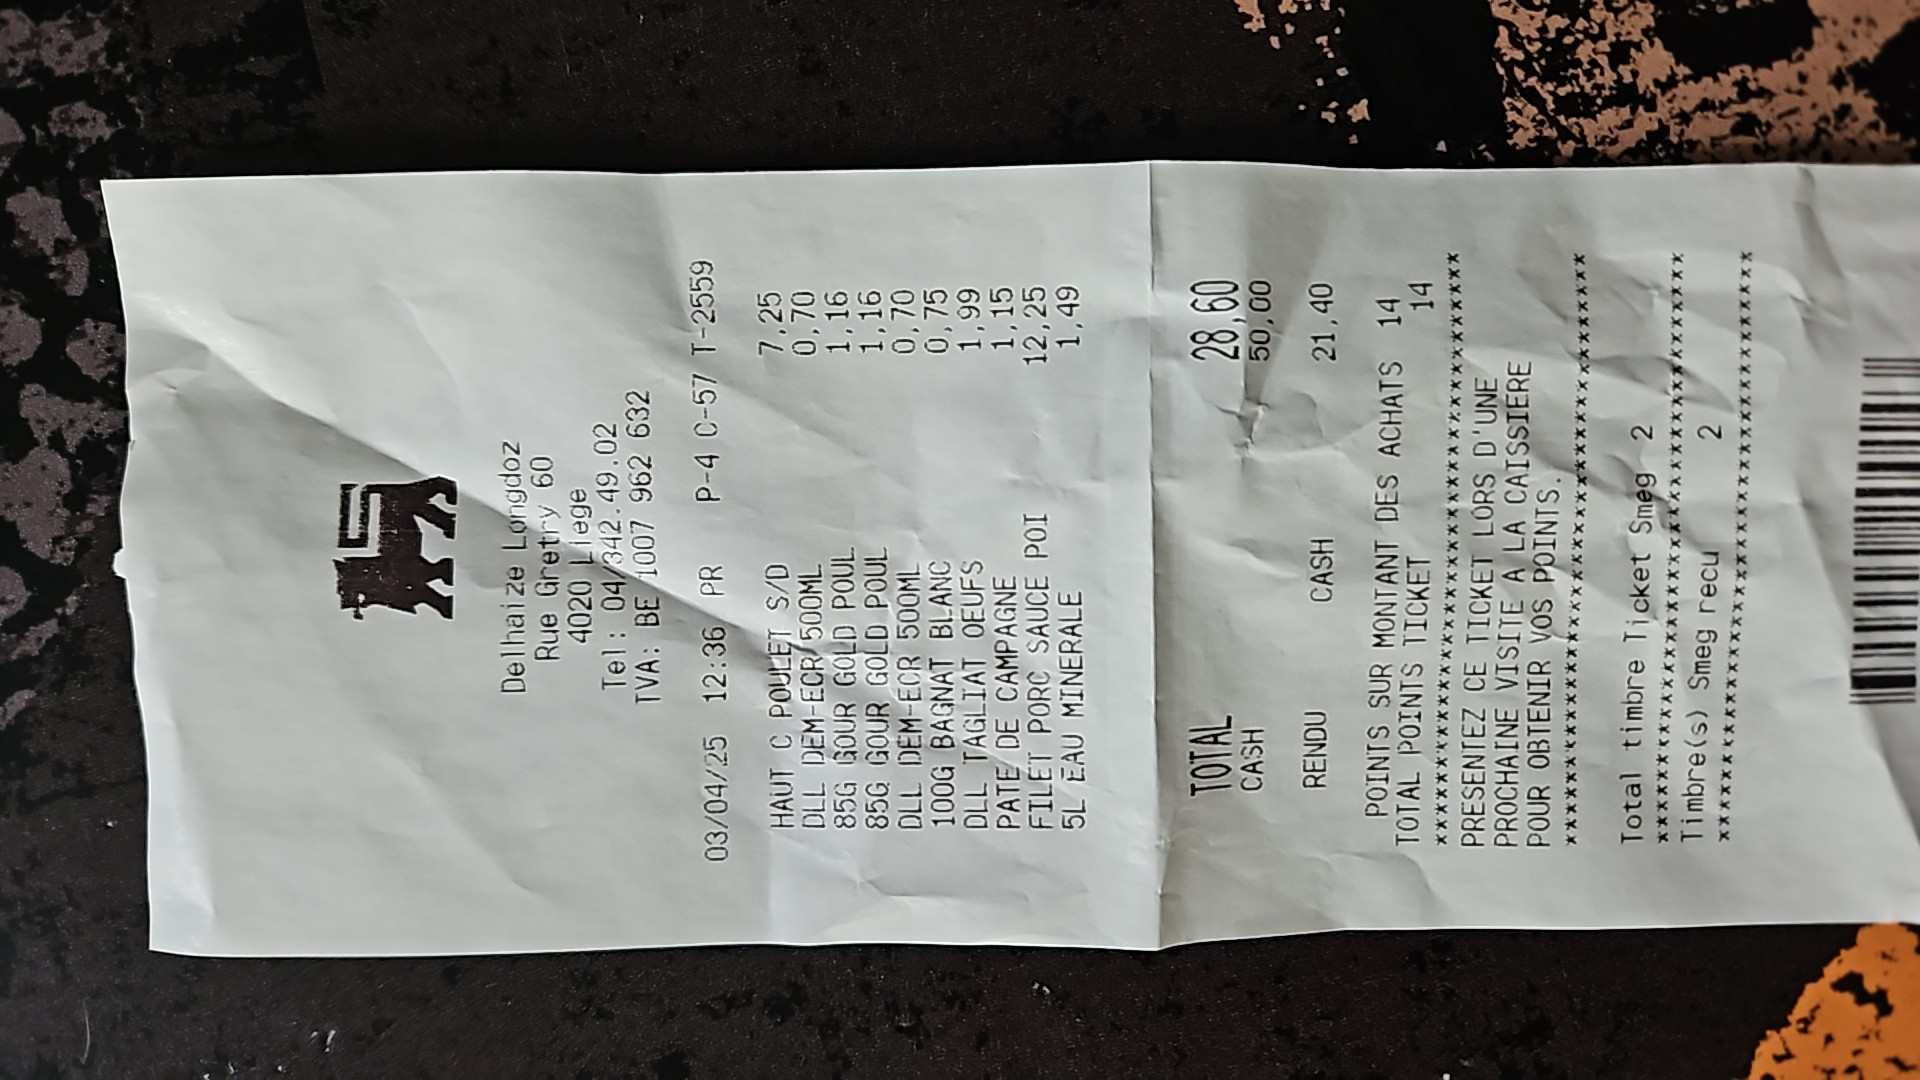 Delhaize Longdoz
Rue Gretry 60
4020 Liege
Tel : 04/342.49.02
TVA: BE 1007 962 632
03/04/25 12:36 PR P-4 C-57 T-2559
HAUT C POULET S/D 7,25
DLL DEM-ECR 500ML 0,70
85G GOUR GOLD POUL 1,16
85G GOUR GOLD POUL 1,16
DLL DEM-ECR 500ML 0,70
100G BAGNAT BLANC 0,75
DLL TAGLIAT OEUFS 1,99
PATE DE CAMPAGNE 1,15
FILET PORC SAUCE POI 12,25
5L EAU MINERALE 1,49
TOTAL 28,60
CASH 50,00
RENDU CASH 21,40
POINTS SUR MONTANT DES ACHATS 14
TOTAL POINTS TICKET 14
****************************************
PRESENTEZ CE TICKET LORS D'UNE
PROCHAINE VISITE A LA CAISSIERE
POUR OBTENIR VOS POINTS.
****************************************
Total timbre Ticket Smeg 2
****************************************
Timbre(s) Smeg recu 2
****************************************